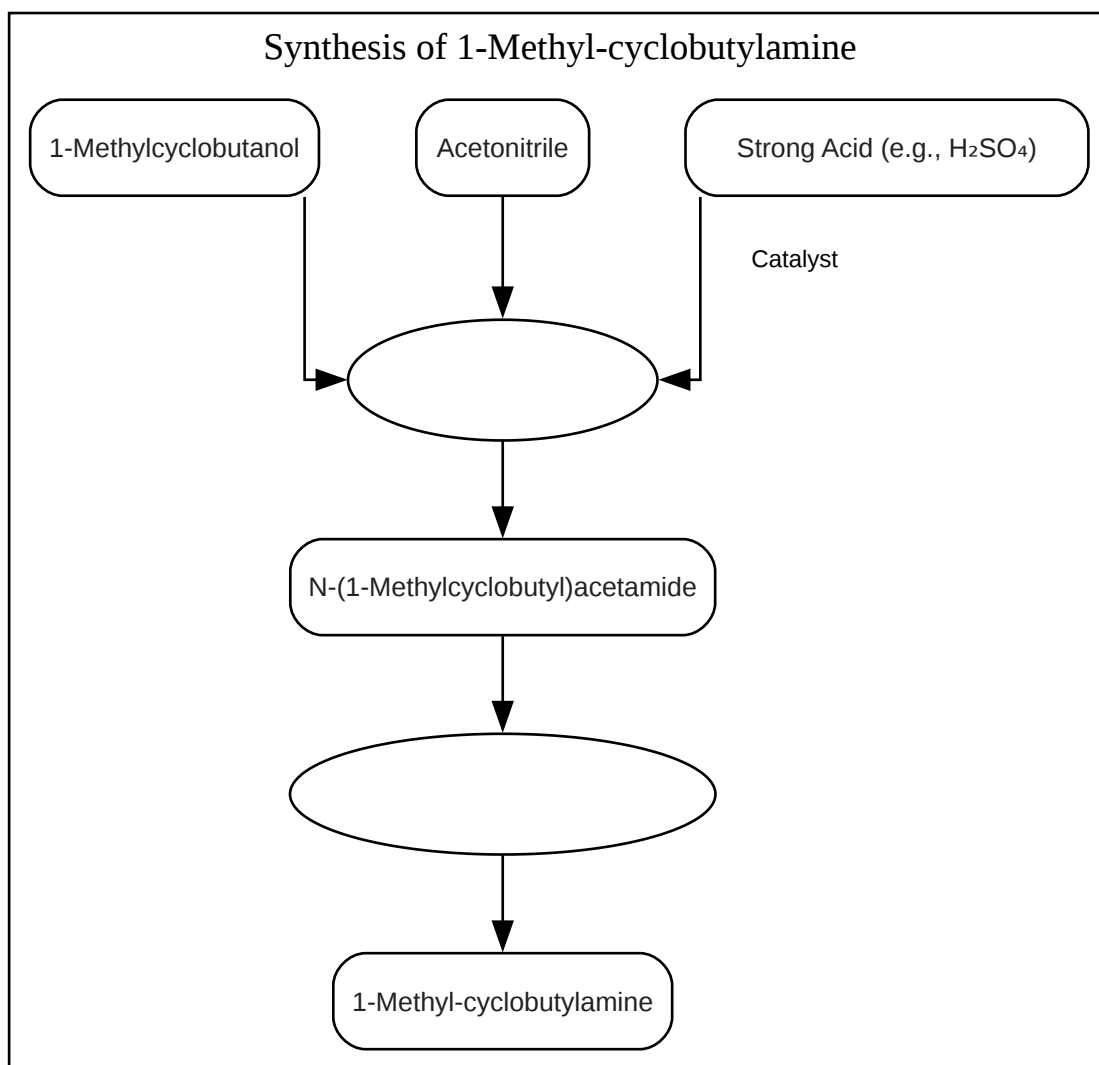 Synthesis of 1-Methyl-cyclobutylamine
1-Methylcyclobutanol
Acetonitrile
Strong Acid (e.g., H₂SO₄)
Catalyst
N-(1-Methylcyclobutyl)acetamide
1-Methyl-cyclobutylamine